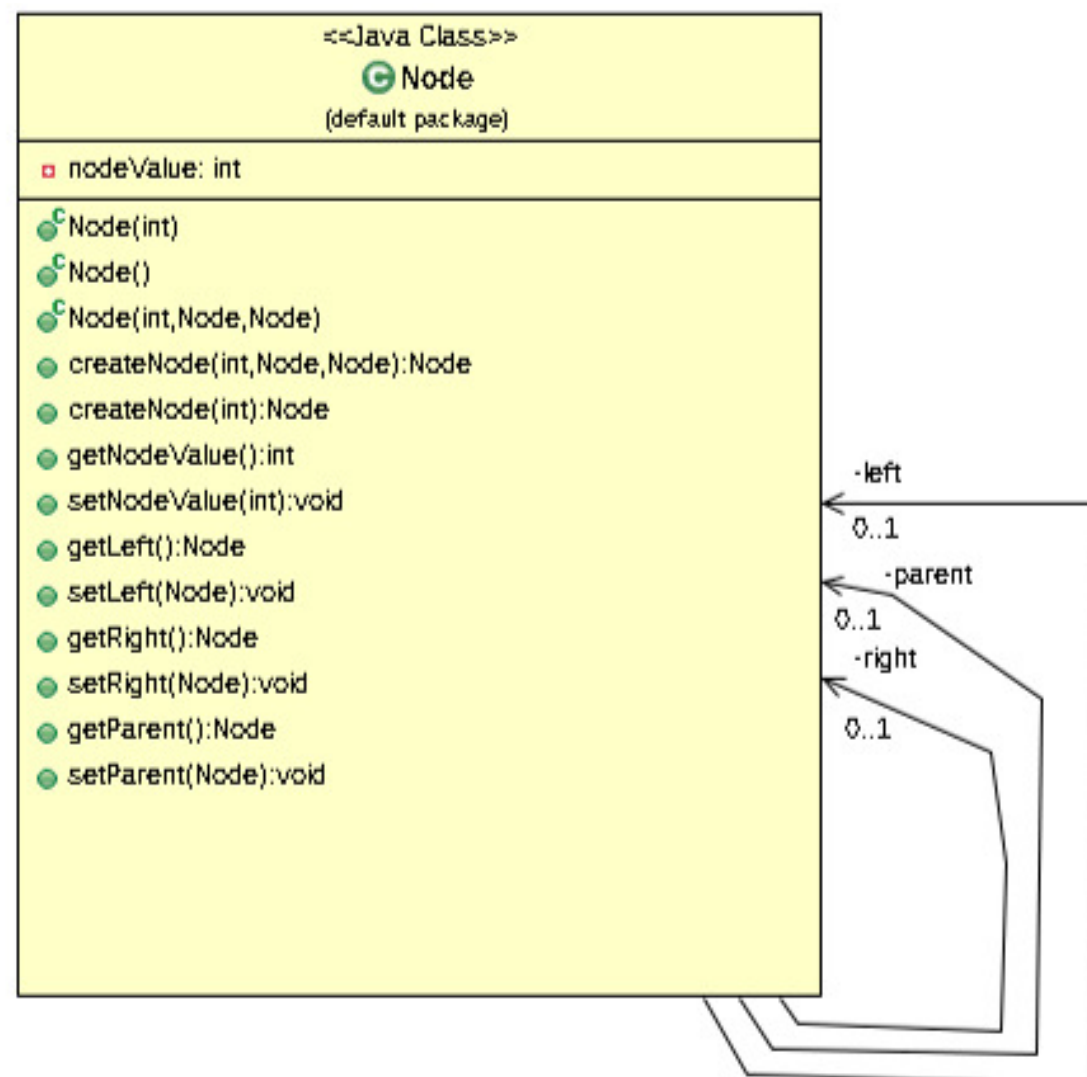 <<Java Class>>
C Node
(default package)
nodeValue: int
C Node(int)
C Node()
C Node(int,Node,Node)
createNode(int,Node,Node):Node
createNode(int):Node
getNodeValue():int
setNodeValue(int):void
getLeft():Node
setLeft(Node):void
getRight():Node
setRight(Node):void
getParent():Node
setParent(Node):void
-left
0..1
-parent
0..1
-right
0..1